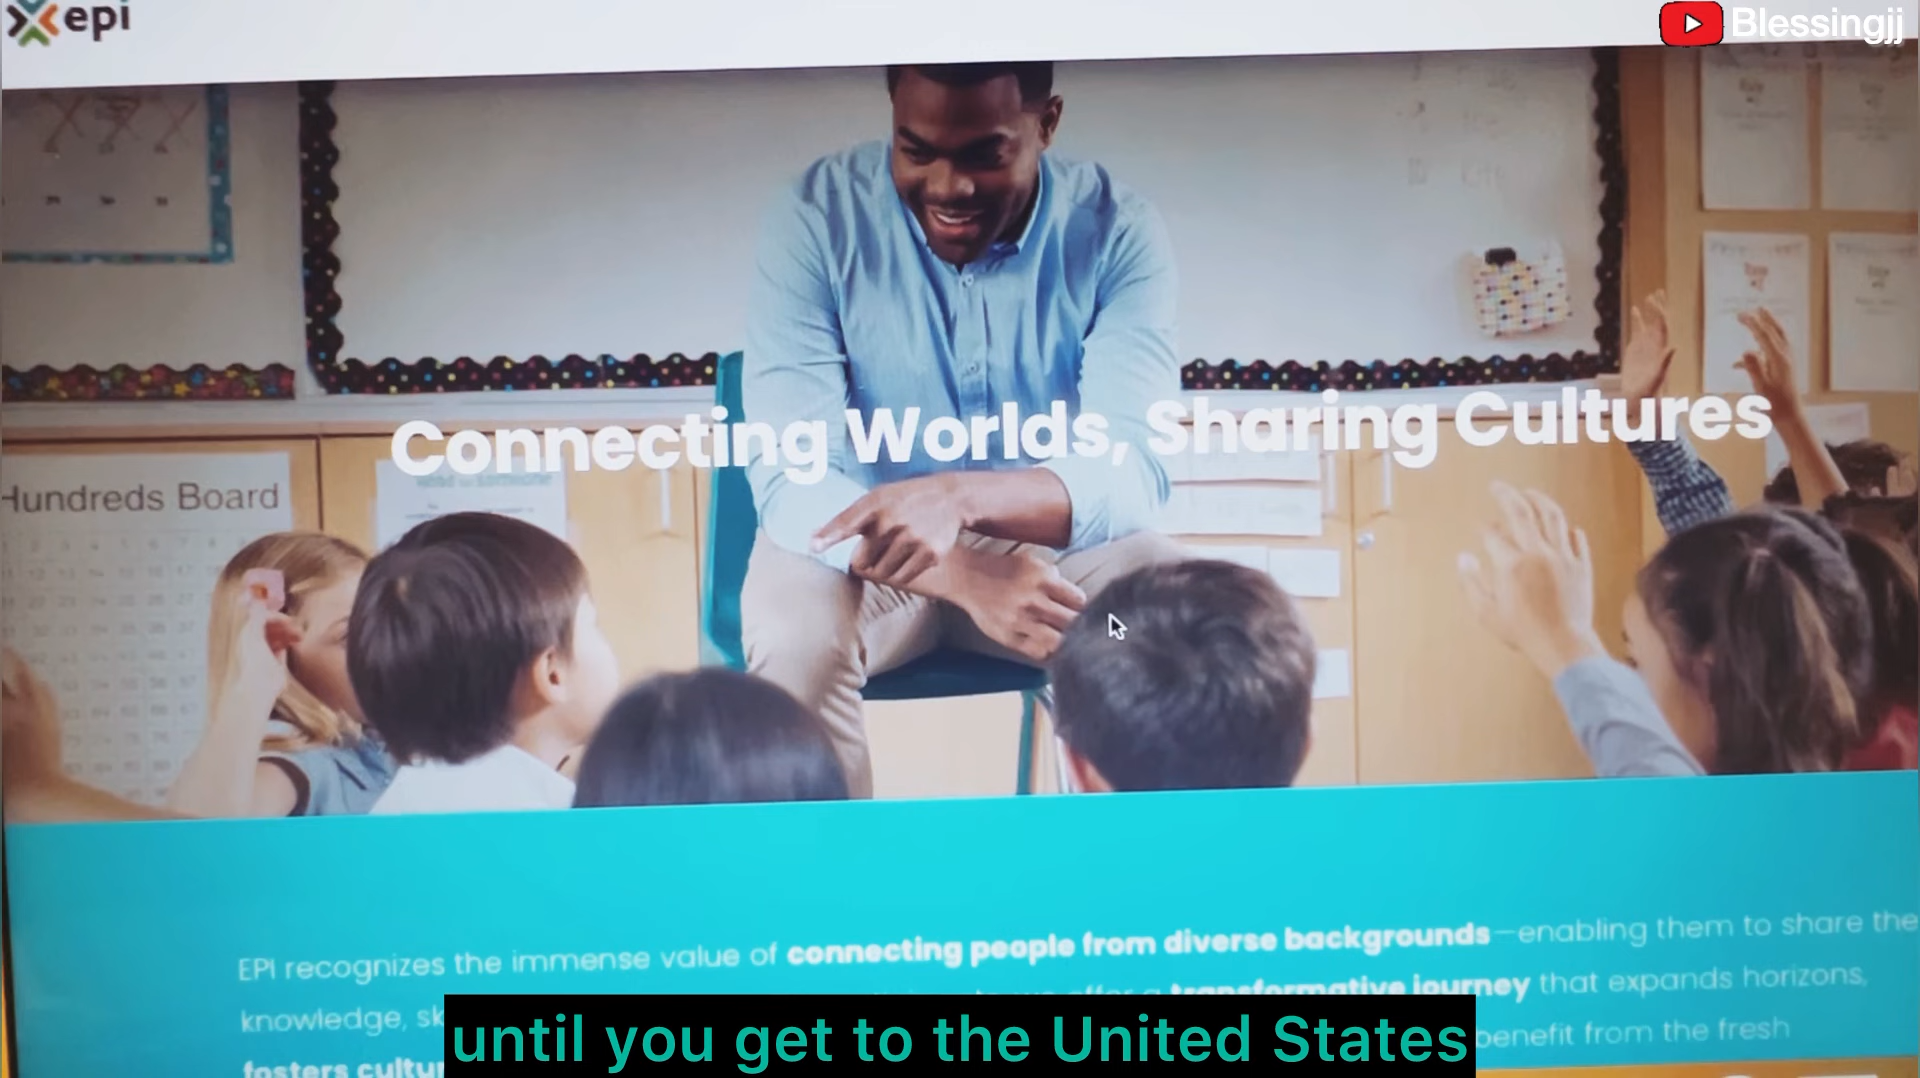 epi
Blessingjj
Connecting Worlds, Sharing Cultures
Hundreds Board
EPI recognizes the immense value of connecting people from diverse backgrounds—enabling them to share the
knowledge, offer a transformative journey that expands horizons,
fosters benefit from the fresh
until you get to the United States